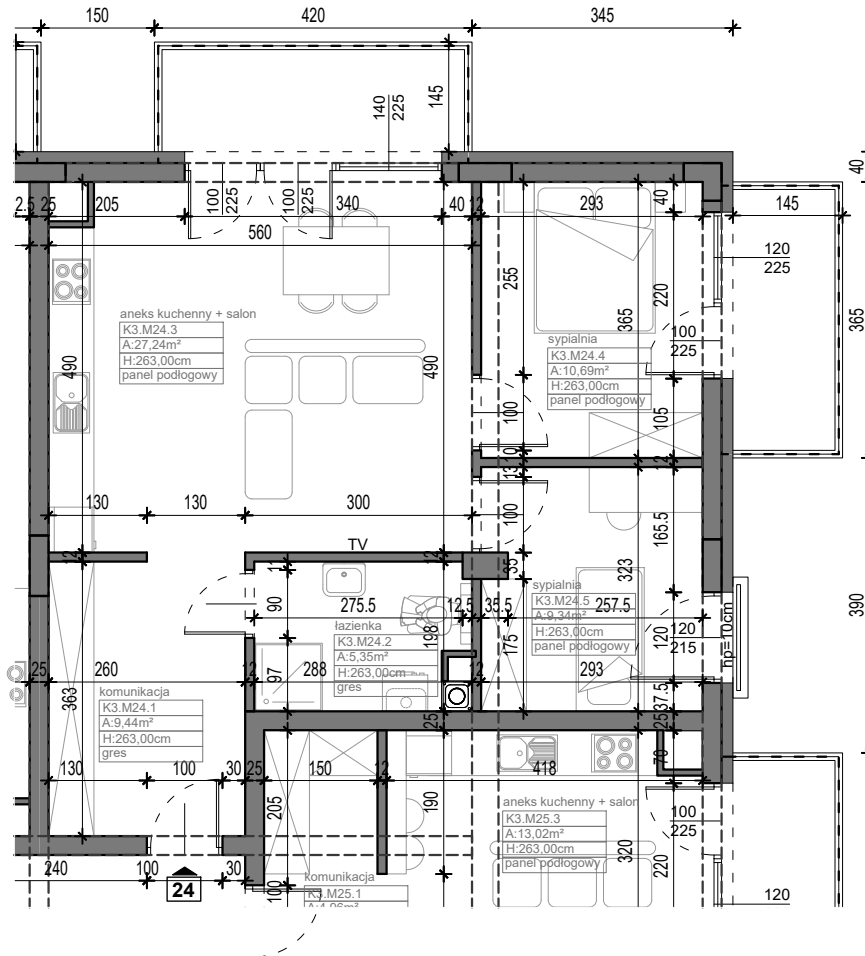 150
420
345
140
225
145
40
2.5
25
205
100
225
100
225
340
40
12
293
40
145
560
120
225
255
365
220
365
aneks kuchenny + salon
K3.M24.3
A:27,24m²
H:263,00cm
panel podłogowy
490
490
sypialnia
K3.M24.4
A:10,69m²
H:263,00cm
panel podłogowy
100
225
100
105
10
13
12
130
130
300
100
165.5
TV
12
12
11
35
323
390
sypialnia
K3.M24.5
A:9,34m²
H:263,00cm
panel podłogowy
90
275.5
12.5
35.5
257.5
łazienka
K3.M24.2
A:5,35m²
H:263,00cm
gres
198
175
120
120
215
hp=10cm
25
260
12
97
288
12
293
363
37.5
komunikacja
K3.M24.1
A:9,44m²
H:263,00cm
gres
25
25
70
130
100
30
25
150
12
418
205
190
aneks kuchenny + salon
K3.M25.3
A:13,02m²
H:263,00cm
panel podłogowy
320
220
100
225
240
100
30
24
100
komunikacja
K3.M25.1
A:4,06m²
120